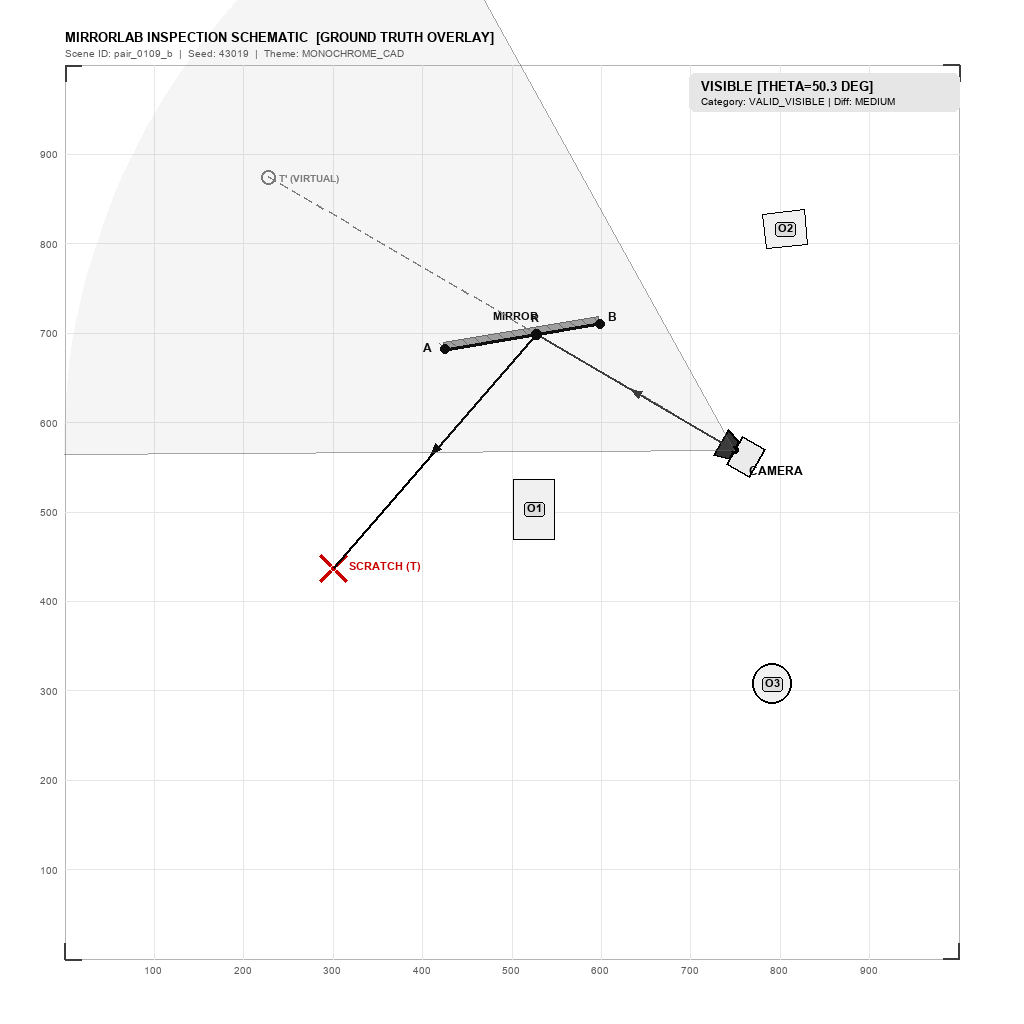 MIRRORLAB INSPECTION SCHEMATIC [GROUND TRUTH OVERLAY]
Scene ID: pair_0109_b | Seed: 43019 | Theme: MONOCHROME_CAD
VISIBLE [THETA=50.3 DEG]
Category: VALID_VISIBLE | Diff: MEDIUM
900
T' (VIRTUAL)
O2
800
MIRROR
R
B
700
A
600
CAMERA
O1
500
SCRATCH (T)
400
O3
300
200
100
100 200 300 400 500 600 700 800 900